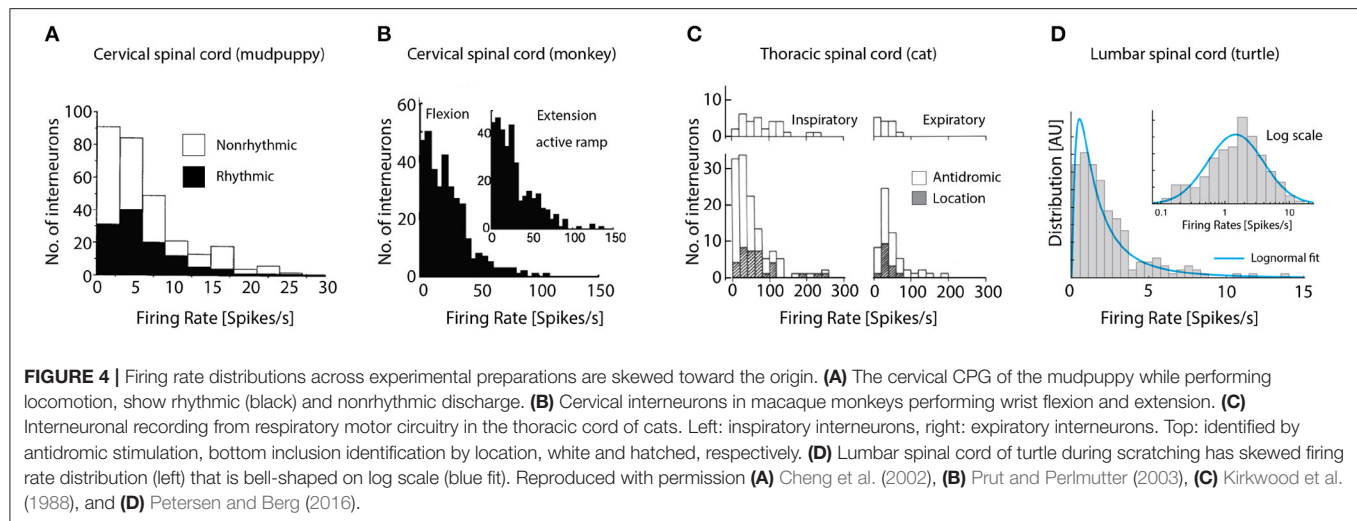 A
Cervical spinal cord (mudpuppy)
No. of interneurons
100
80
60
40
20
0
Nonrhythmic
Rhythmic
0 5 10 15 20 25 30
Firing Rate [Spikes/s]
B
Cervical spinal cord (monkey)
No. of interneurons
60
40
20
0
Flexion
Extension
active ramp
40
20
0
0 50 100 150
0 50 100 150
Firing Rate [Spikes/s]
C
Thoracic spinal cord (cat)
No. of interneurons
10
5
0
Inspiratory
Expiratory
30
20
10
0
Antidromic
Location
0 100 200 300
0 100 200 300
Firing Rate [Spikes/s]
D
Lumbar spinal cord (turtle)
Distribution [AU]
Log scale
0.1 1 10
Firing Rates [Spikes/s]
Lognormal fit
0 5 10 15
Firing Rate [Spikes/s]
FIGURE 4 | Firing rate distributions across experimental preparations are skewed toward the origin. (A) The cervical CPG of the mudpuppy while performing
locomotion, show rhythmic (black) and nonrhythmic discharge. (B) Cervical interneurons in macaque monkeys performing wrist flexion and extension. (C)
Interneuronal recording from respiratory motor circuitry in the thoracic cord of cats. Left: inspiratory interneurons, right: expiratory interneurons. Top: identified by
antidromic stimulation, bottom inclusion identification by location, white and hatched, respectively. (D) Lumbar spinal cord of turtle during scratching has skewed firing
rate distribution (left) that is bell-shaped on log scale (blue fit). Reproduced with permission (A) Cheng et al. (2002), (B) Prut and Perlmutter (2003), (C) Kirkwood et al.
(1988), and (D) Petersen and Berg (2016).